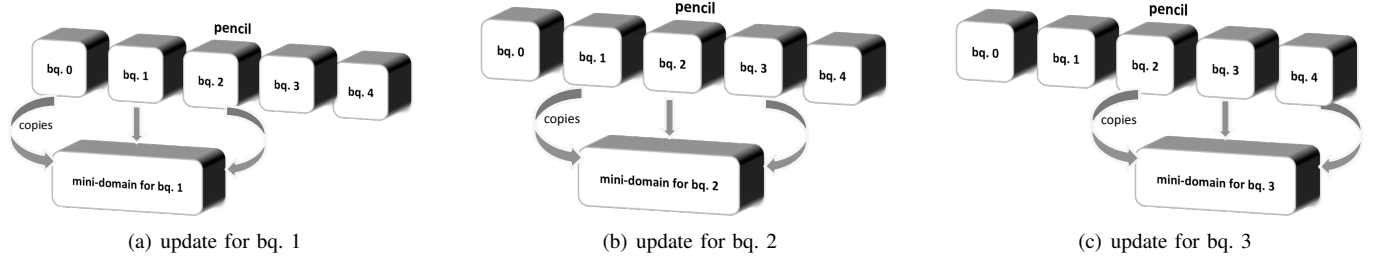 pencil
bq. 0
bq. 1
bq. 2
bq. 3
bq. 4
copies
mini-domain for bq. 1
(a) update for bq. 1
pencil
bq. 0
bq. 1
bq. 2
bq. 3
bq. 4
copies
mini-domain for bq. 2
(b) update for bq. 2
pencil
bq. 0
bq. 1
bq. 2
bq. 3
bq. 4
copies
mini-domain for bq. 3
(c) update for bq. 3